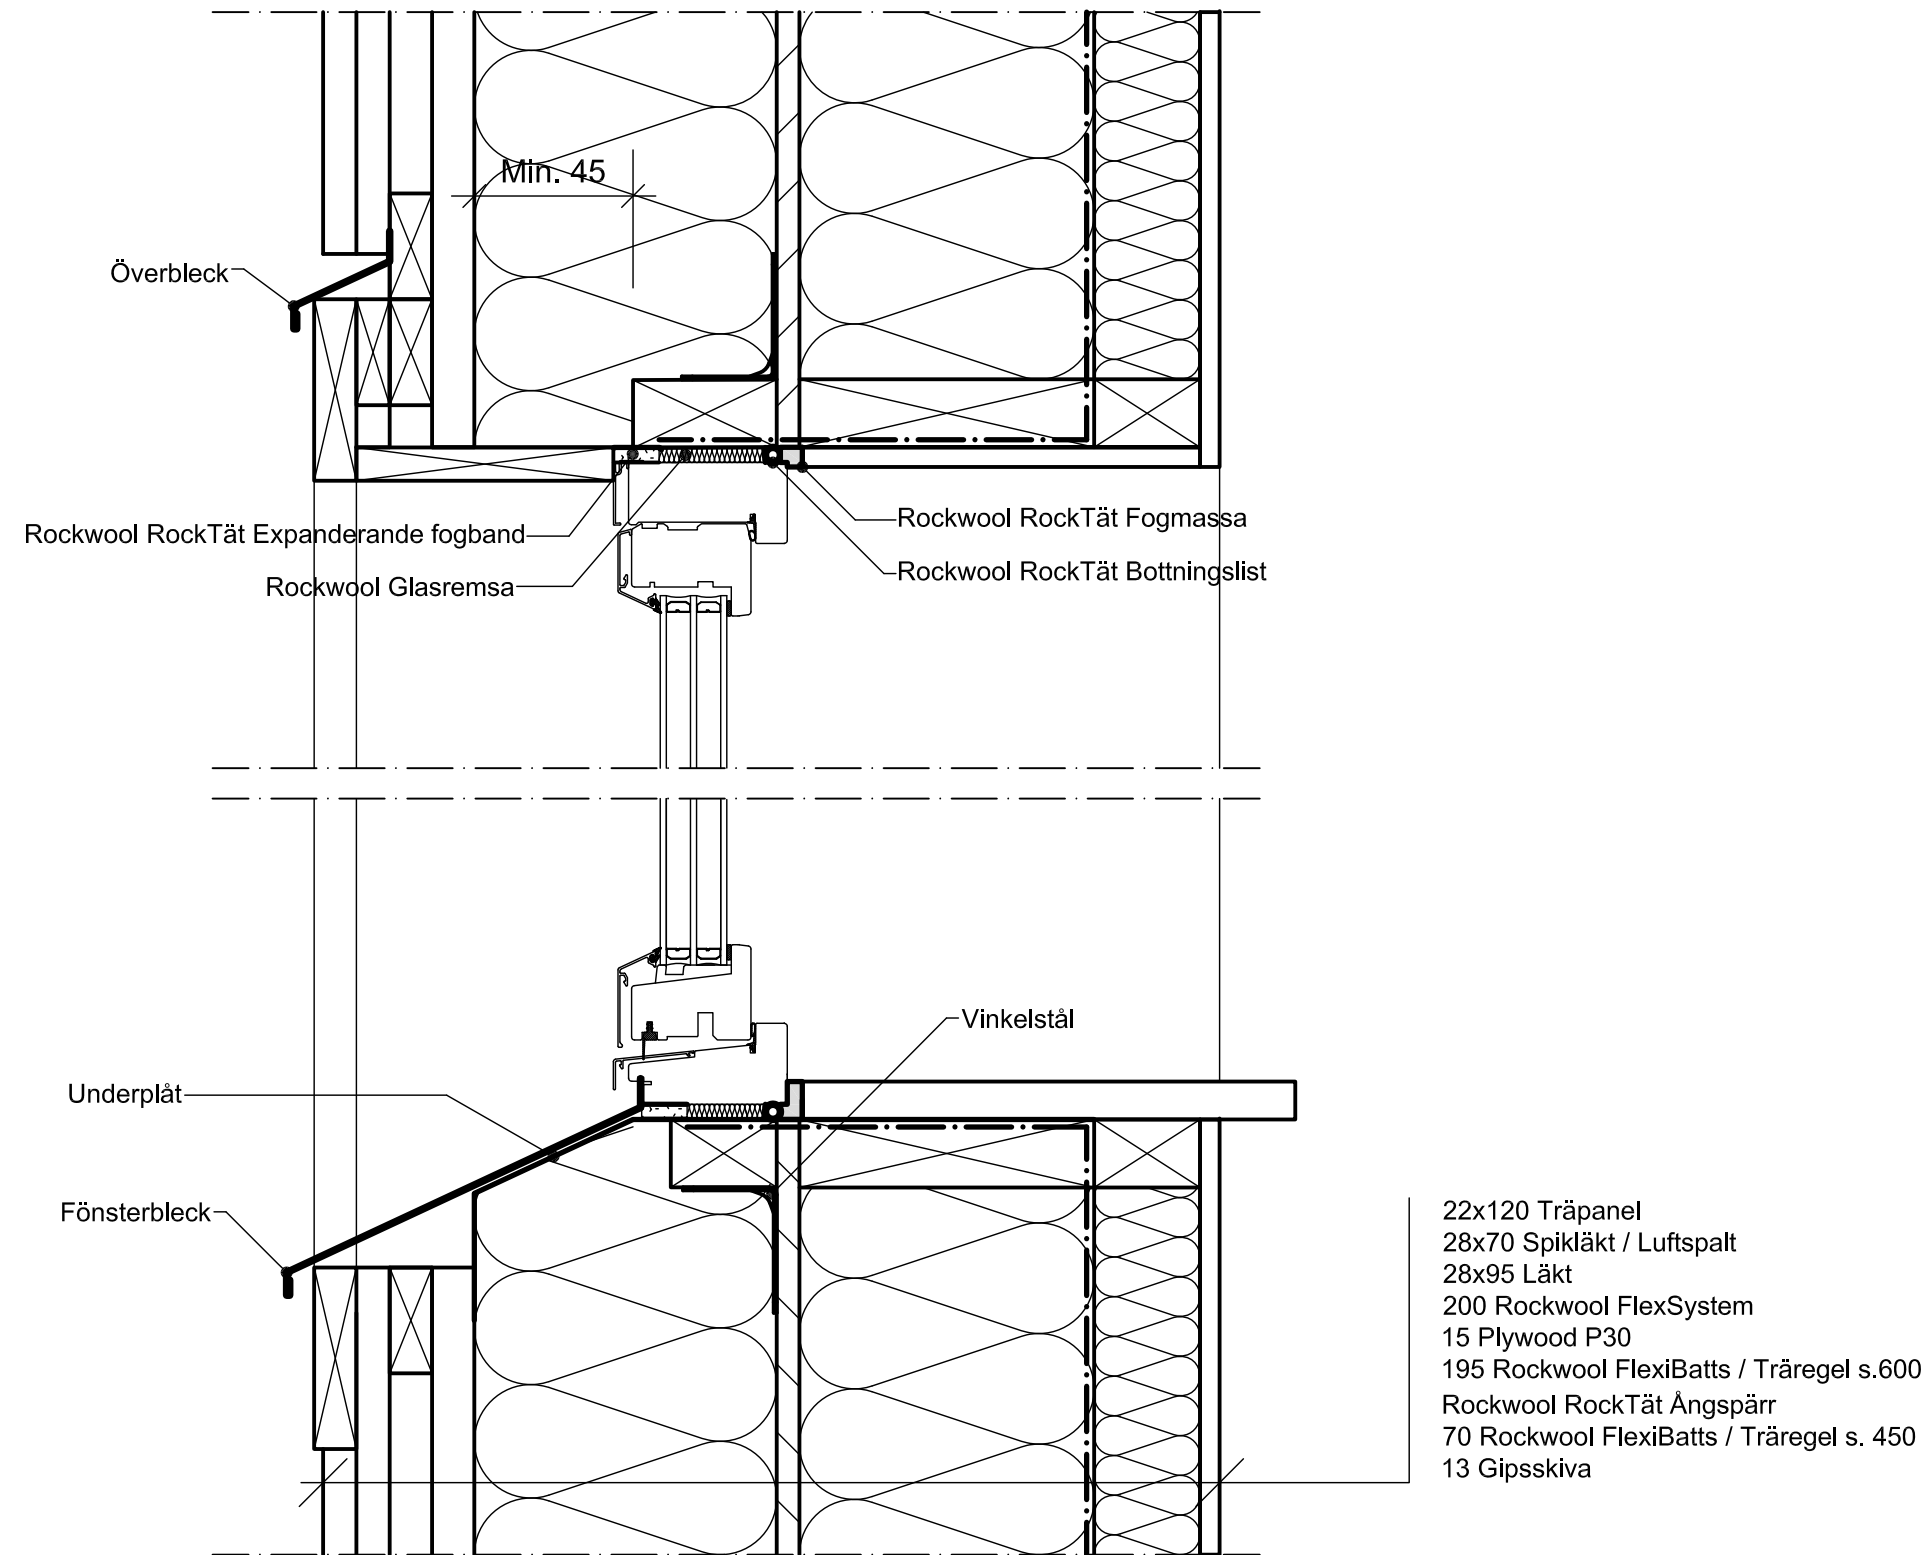 Min. 45
Överbleck
Rockwool RockTät Expanderande fogband
Rockwool RockTät Fogmassa
Rockwool RockTät Bottningslist
Rockwool Glasremsa
Vinkelstål
Underplåt
Fönsterbleck
22x120 Träpanel
28x70 Spikläkt / Luftspalt
28x95 Läkt
200 Rockwool FlexSystem
15 Plywood P30
195 Rockwool FlexiBatts / Träregel s.600
Rockwool RockTät Ångspärr
70 Rockwool FlexiBatts / Träregel s. 450
13 Gipsskiva